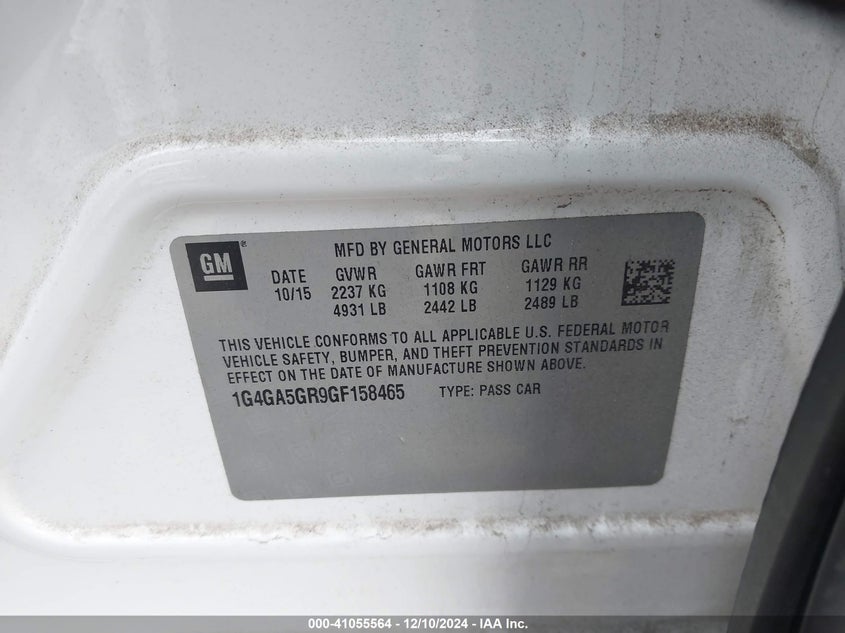 GM®
MFD BY GENERAL MOTORS LLC
DATE GVWR GAWR FRT GAWR RR
10/15 2237 KG 1108 KG 1129 KG
4931 LB 2442 LB 2489 LB
THIS VEHICLE CONFORMS TO ALL APPLICABLE U.S. FEDERAL MOTOR
VEHICLE SAFETY, BUMPER, AND THEFT PREVENTION STANDARDS IN
EFFECT ON THE DATE OF MANUFACTURE SHOWN ABOVE.
1G4GA5GR9GF158465 TYPE: PASS CAR
000-41055564 - 12/10/2024 - IAA Inc.